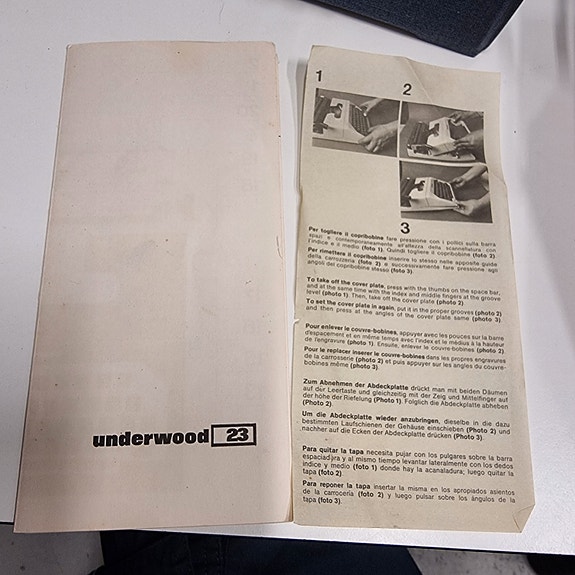 underwood 23
1
2
3
Per togliere il copribobine fare pressione con i pollici sulla barra
spazi e contemporaneamente all'altezza della scannellatura con
l'indice e il medio (foto 1). Quindi togliere il copribobine (foto 2).
Per rimettere il copribobine inserire lo stesso nelle apposite guide
della carrozzeria (foto 2) e successivamente fare pressione agli
angoli del copribobine stesso (foto 3).
To take off the cover plate, press with the thumbs on the space bar,
and at the same time with the index and middle fingers at the groove
level (photo 1). Then, take off the cover plate (photo 2).
To set the cover plate in again, put it in the proper grooves (photo 2)
and then press at the angles of the cover plate same (photo 3).
Pour enlever le couvre-bobines, appuyer avec les pouces sur la barre
d'espacement et en même temps avec l'index et le médius à la hauteur
de l'engravure (photo 1). Ensuite, enlever le couvre-bobines (photo 2)
Pour le replacer inserer le couvre-bobines dans les propres engravures
de la carrosserie (photo 2) et puis appuyer sur les angles du couvre-
bobines même (photo 3).
Zum Abnehmen der Abdeckplatte drückt man mit beiden Däumen
auf der Leertaste und gleichzeitig mit der Zeig und Mittelfinger auf
der höhe der Riefelung (Photo 1). Folglich die Abdeckplatte abheben
(Photo 2).
Um die Abdeckplatte wieder anzubringen, dieselbe in die dazu
bestimmten Laufschienen der Gehäuse einschieben (Photo 2) und
nachher auf die Ecken der Abdeckplatte drücken (Photo 3).
Para quitar la tapa necesita pujar con los pulgares sobre la barra
espaciadora y al mismo tiempo levantar lateralmente con los dedos
indice y medio (foto 1) donde hay la acanaladura; luego quitar la
tapa (foto 2).
Para reponer la tapa insertar la misma en los apropiados asientos
de la carroceria (foto 2) y luego pulsar sobre los ángulos de la
tapa (foto 3).